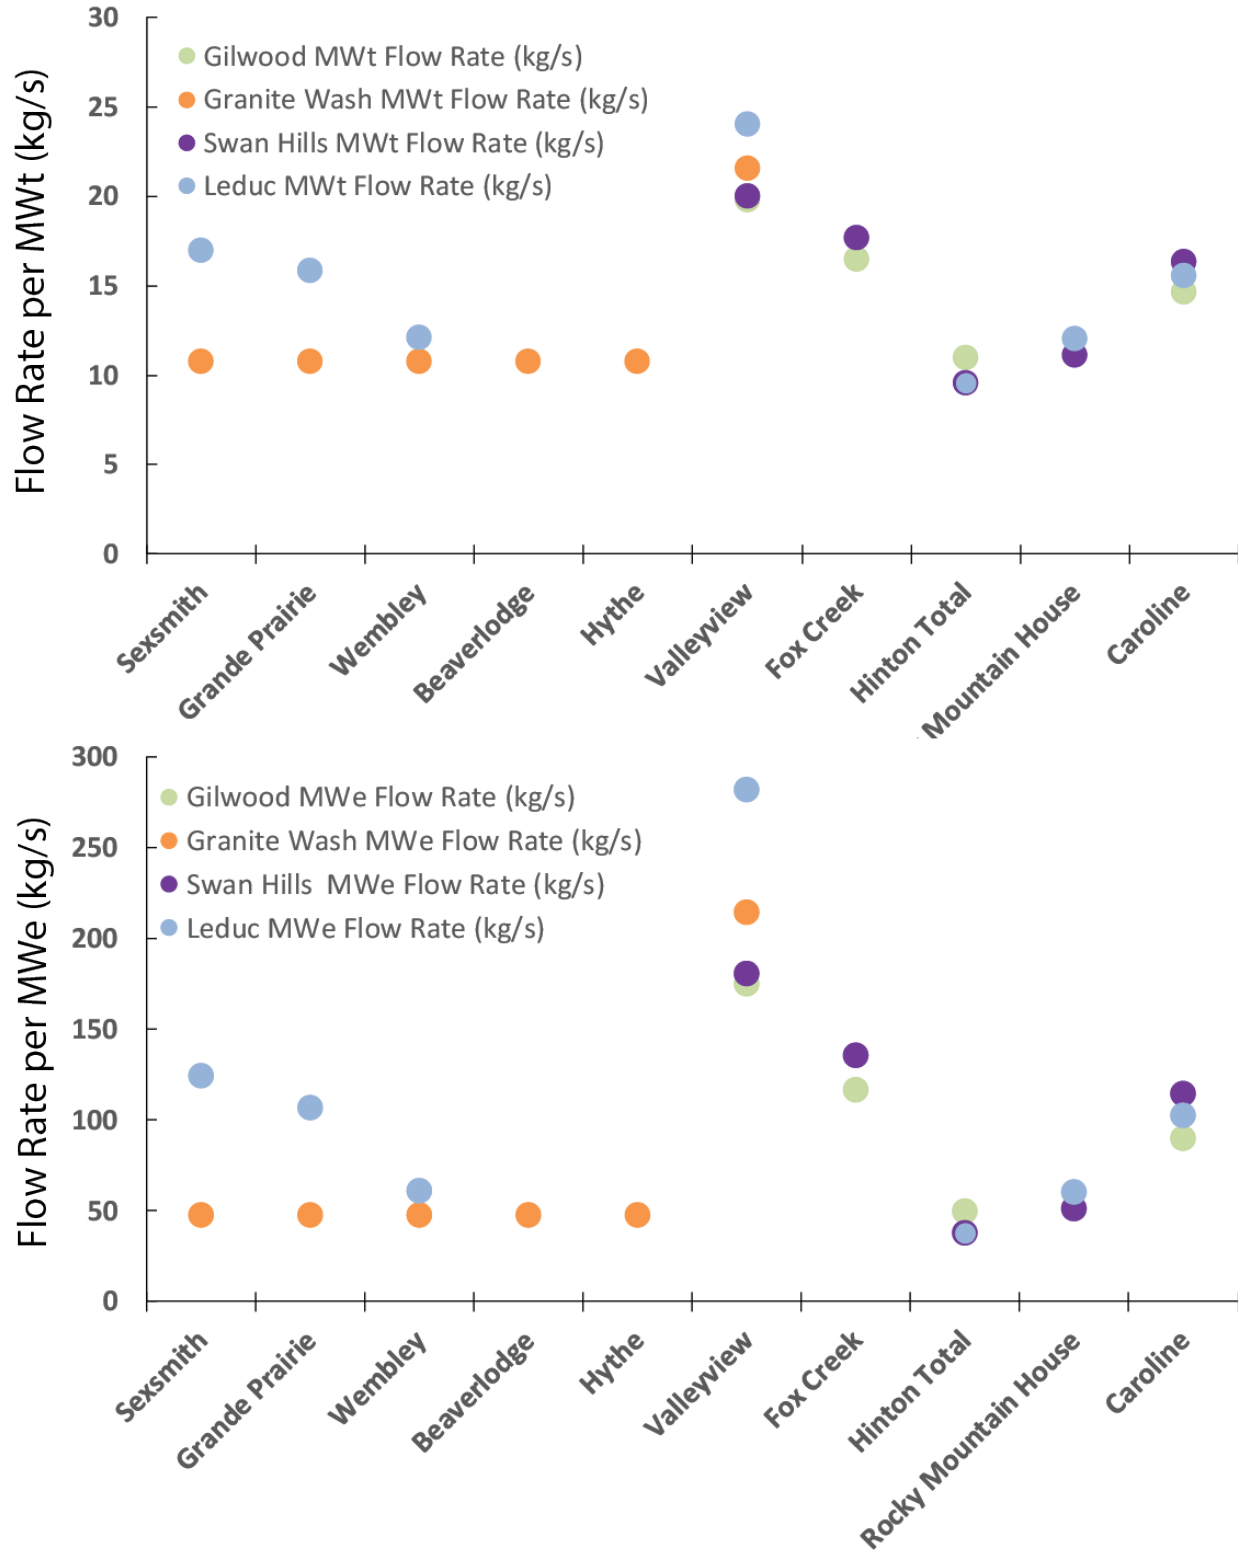 Flow Rate per MWt (kg/s)
30
25
20
15
10
5
0
Gilwood MWt Flow Rate (kg/s)
Granite Wash MWt Flow Rate (kg/s)
Swan Hills MWt Flow Rate (kg/s)
Leduc MWt Flow Rate (kg/s)
Sexsmith
Grande Prairie
Wembley
Beaverlodge
Hythe
Valleyview
Fox Creek
Hinton Total
Mountain House
Caroline
Flow Rate per MWe (kg/s)
300
250
200
150
100
50
0
Gilwood MWe Flow Rate (kg/s)
Granite Wash MWe Flow Rate (kg/s)
Swan Hills  MWe Flow Rate (kg/s)
Leduc MWe Flow Rate (kg/s)
Sexsmith
Grande Prairie
Wembley
Beaverlodge
Hythe
Valleyview
Fox Creek
Hinton Total
Rocky Mountain House
Caroline